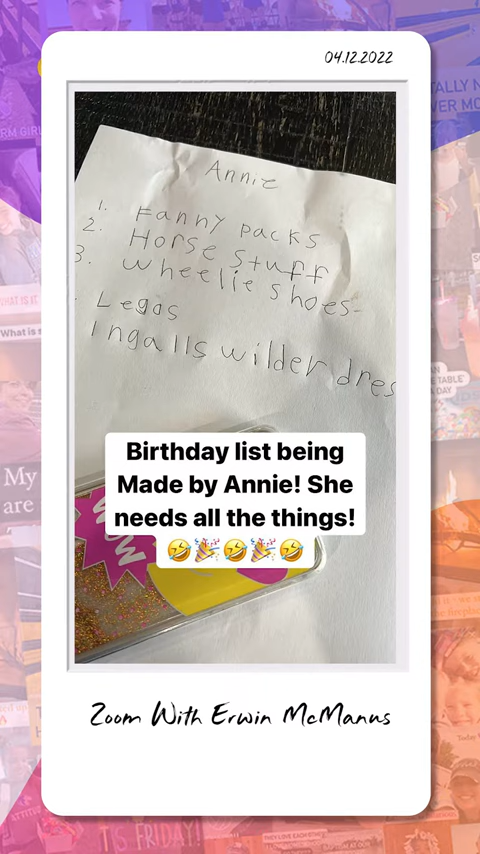 04.12.2022
Annie
1. Fanny packs
2. Horse stuff
3. Wheelie shoes-
Legos
Ingalls wilder dres
Birthday list being
Made by Annie! She
needs all the things!
🤣🎉🤣🎉🤣
Zoom With Erwin McManus